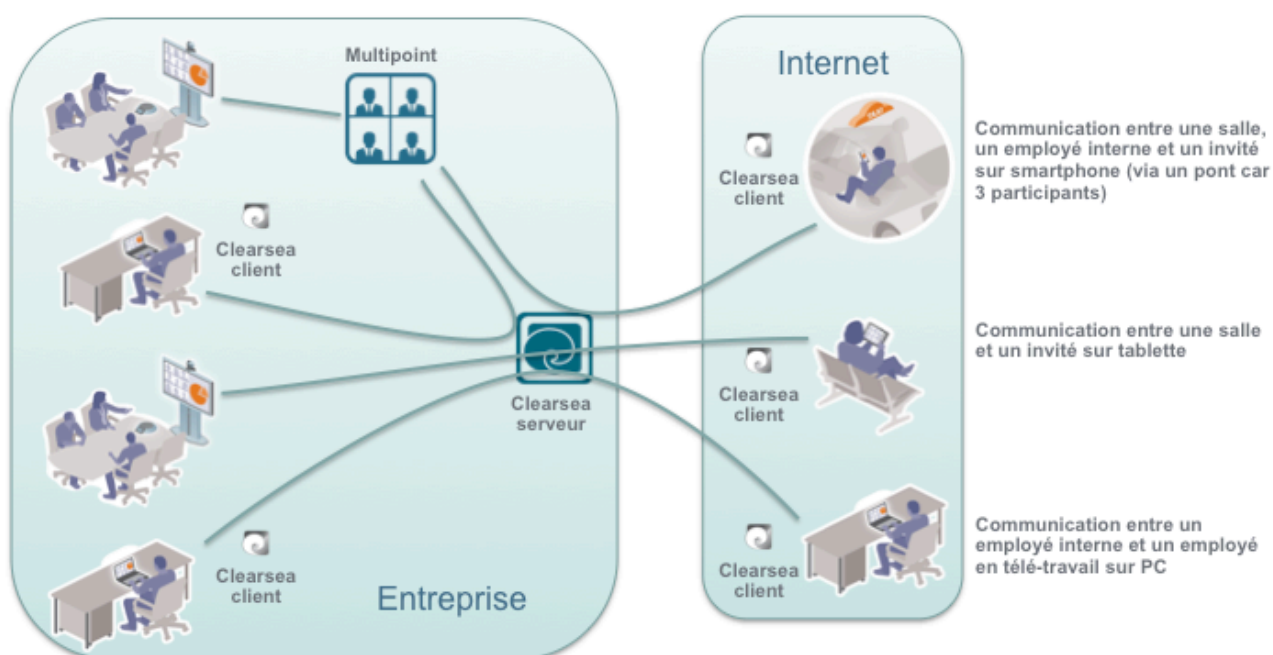 Multipoint
Clearsea
client
Clearsea
serveur
Clearsea
client
Entreprise
Internet
Clearsea
client
Clearsea
client
Clearsea
client
Communication entre une salle,
un employé interne et un invité
sur smartphone (via un pont car
3 participants)
Communication entre une salle
et un invité sur tablette
Communication entre un
employé interne et un employé
en télé-travail sur PC